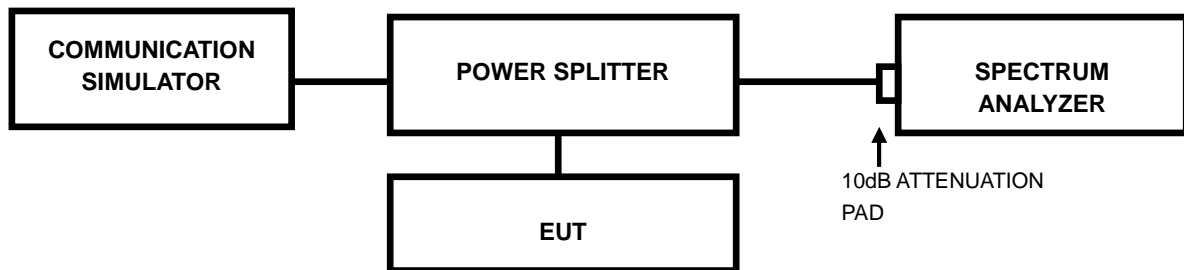 COMMUNICATION
SIMULATOR
POWER SPLITTER
SPECTRUM
ANALYZER
10dB ATTENUATION
PAD
EUT